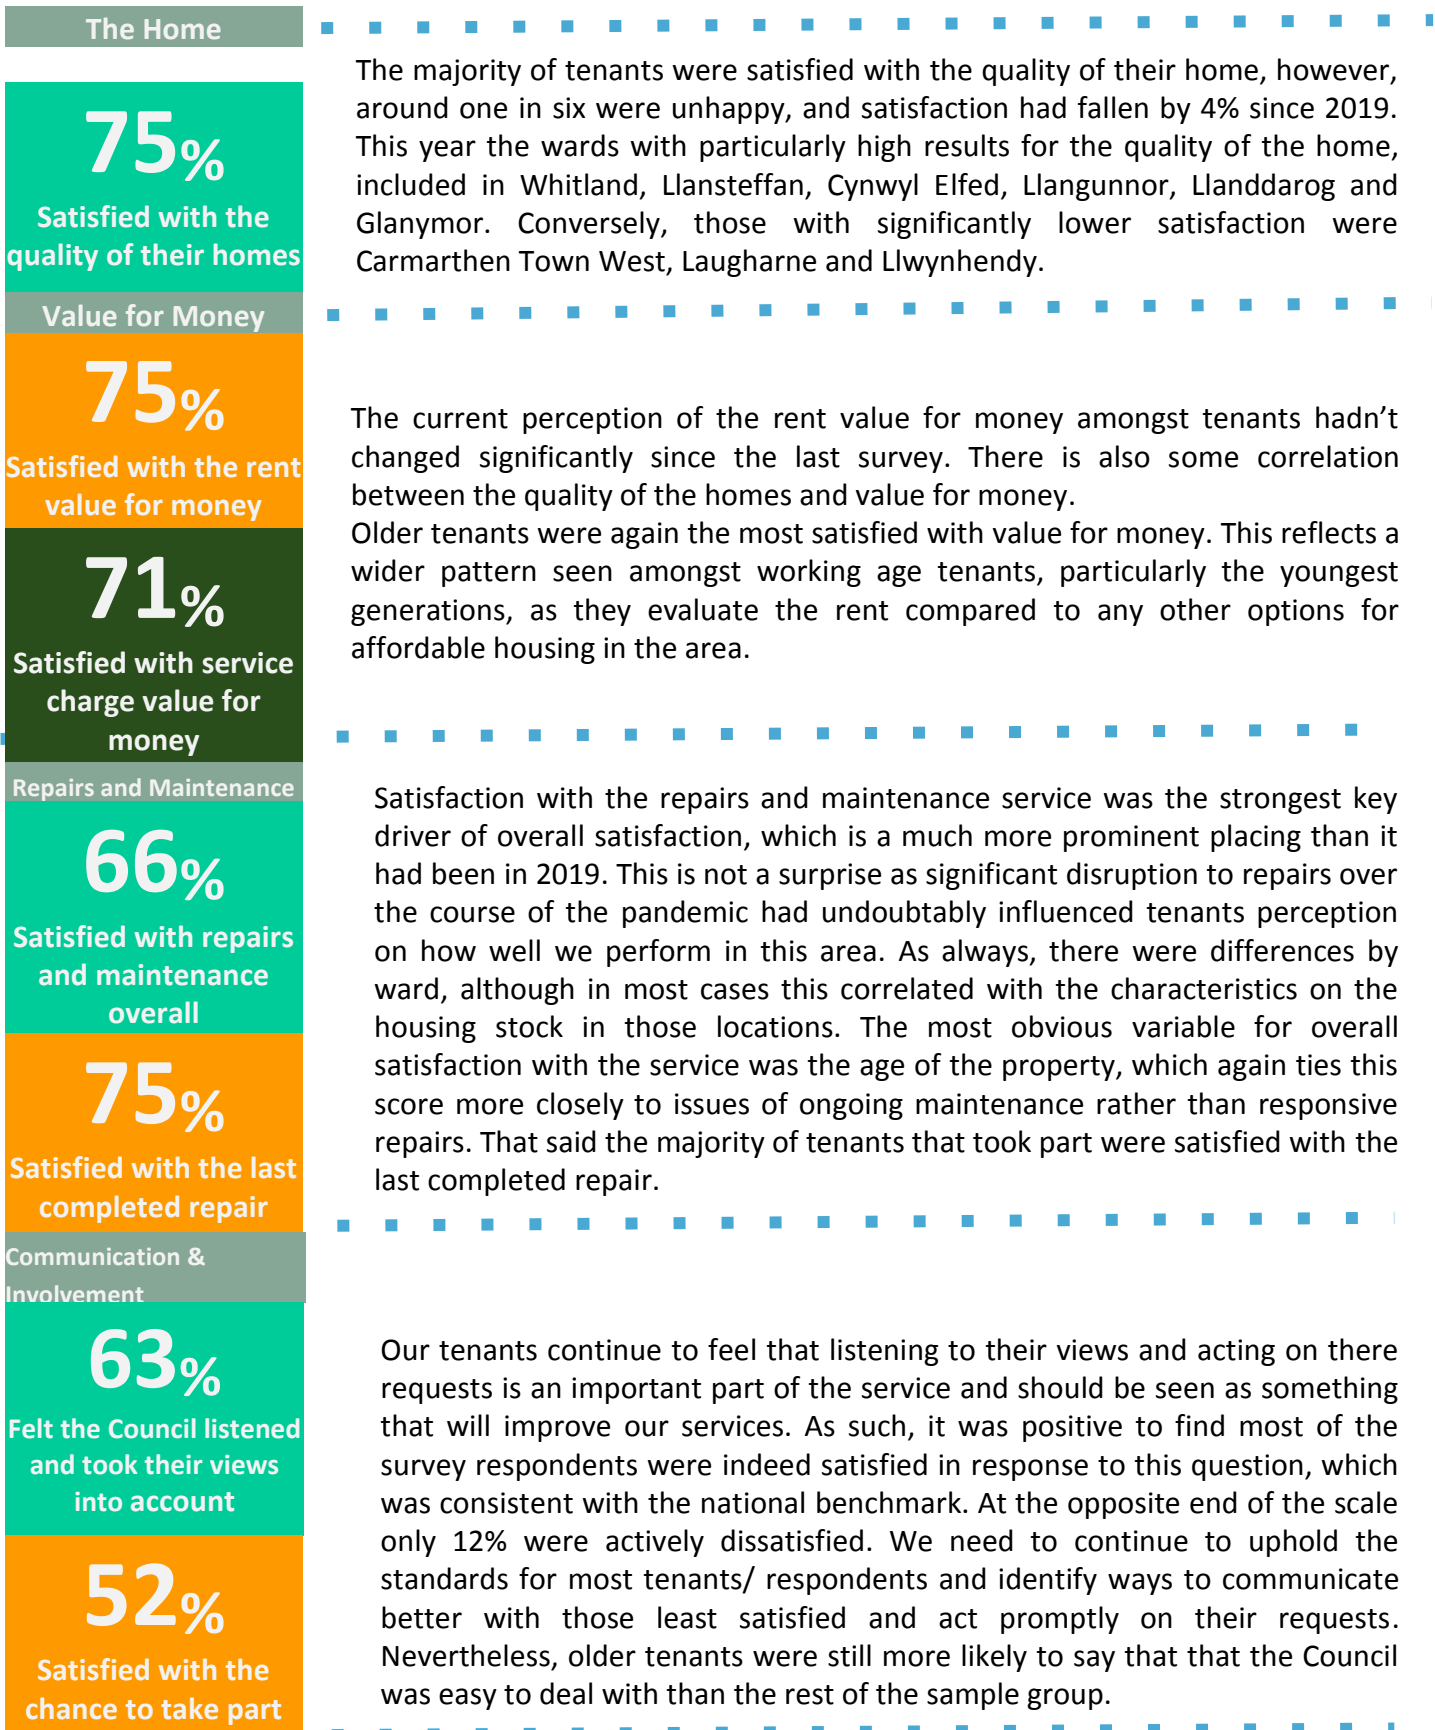 The Home
The majority of tenants were satisfied with the quality of their home, however,
around one in six were unhappy, and satisfaction had fallen by 4% since 2019.
This year the wards with particularly high results for the quality of the home,
included in Whitland, Llansteffan, Cynwyl Elfed, Llangunnor, Llanddarog and
Glanymor. Conversely, those with significantly lower satisfaction were
Carmarthen Town West, Laugharne and Llwynhendy.
75%
Satisfied with the
quality of their homes
Value for Money
75%
Satisfied with the rent
value for money
71%
Satisfied with service
charge value for
money
The current perception of the rent value for money amongst tenants hadn't
changed significantly since the last survey. There is also some correlation
between the quality of the homes and value for money.
Older tenants were again the most satisfied with value for money. This reflects a
wider pattern seen amongst working age tenants, particularly the youngest
generations, as they evaluate the rent compared to any other options for
affordable housing in the area.
Repairs and Maintenance
66%
Satisfied with repairs
and maintenance
overall
75%
Satisfied with the last
completed repair
Satisfaction with the repairs and maintenance service was the strongest key
driver of overall satisfaction, which is a much more prominent placing than it
had been in 2019. This is not a surprise as significant disruption to repairs over
the course of the pandemic had undoubtably influenced tenants perception
on how well we perform in this area. As always, there were differences by
ward, although in most cases this correlated with the characteristics on the
housing stock in those locations. The most obvious variable for overall
satisfaction with the service was the age of the property, which again ties this
score more closely to issues of ongoing maintenance rather than responsive
repairs. That said the majority of tenants that took part were satisfied with the
last completed repair.
Communication &
Involvement
63%
Felt the Council listened
and took their views
into account
52%
Satisfied with the
chance to take part
Our tenants continue to feel that listening to their views and acting on there
requests is an important part of the service and should be seen as something
that will improve our services. As such, it was positive to find most of the
survey respondents were indeed satisfied in response to this question, which
was consistent with the national benchmark. At the opposite end of the scale
only 12% were actively dissatisfied. We need to continue to uphold the
standards for most tenants/ respondents and identify ways to communicate
better with those least satisfied and act promptly on their requests.
Nevertheless, older tenants were still more likely to say that that the Council
was easy to deal with than the rest of the sample group.